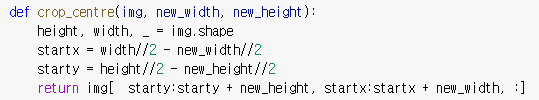 def crop_centre(img, new_width, new_height):
    height, width, _ = img.shape
    startx = width//2 - new_width//2
    starty = height//2 - new_height//2
    return img[  starty:starty + new_height, startx:startx + new_width, :]